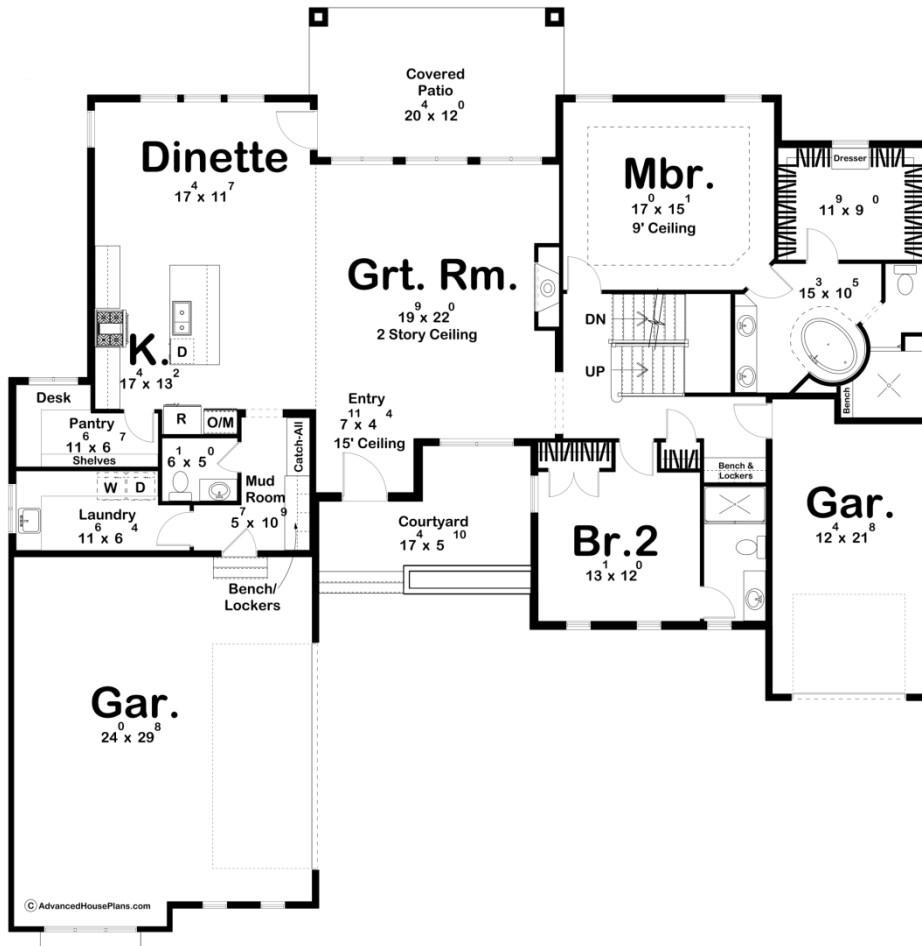 Covered
Patio
20⁴ x 12⁰
Dinette
17⁴ x 11⁷
Mbr.
17⁰ x 15¹
9' Ceiling
Dresser
11⁹ x 9⁰
Grt. Rm.
19⁹ x 22⁰
2 Story Ceiling
15³ x 10⁵
DN
UP
D
K.
17⁴ x 13²
Desk
R
O/M
Pantry
11⁶ x 6⁷
Shelves
Entry
7¹¹ x 4⁴
15' Ceiling
Catch-All
6¹ x 5⁰
Bench
W
D
Mud
Room
5⁷ x 10⁹
Laundry
11⁶ x 6⁴
Bench &
Lockers
Courtyard
17⁴ x 5¹⁰
Br.2
13¹ x 12⁰
Gar.
12⁴ x 21⁸
Bench/
Lockers
Gar.
24⁰ x 29⁸
© AdvancedHousePlans.com